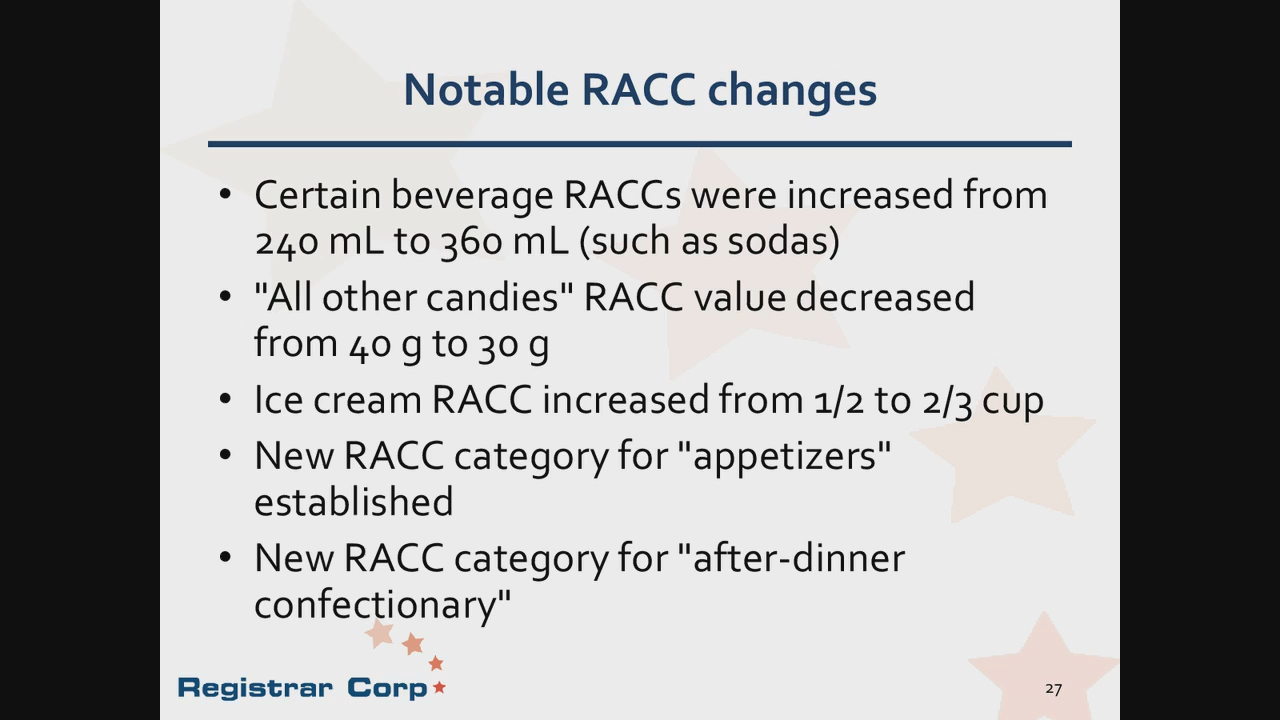 Notable RACC changes
• Certain beverage RACCs were increased from
240 mL to 360 mL (such as sodas)
• "All other candies" RACC value decreased
from 40 g to 30 g
• Ice cream RACC increased from 1/2 to 2/3 cup
• New RACC category for "appetizers"
established
• New RACC category for "after-dinner
confectionary"
Registrar Corp
27